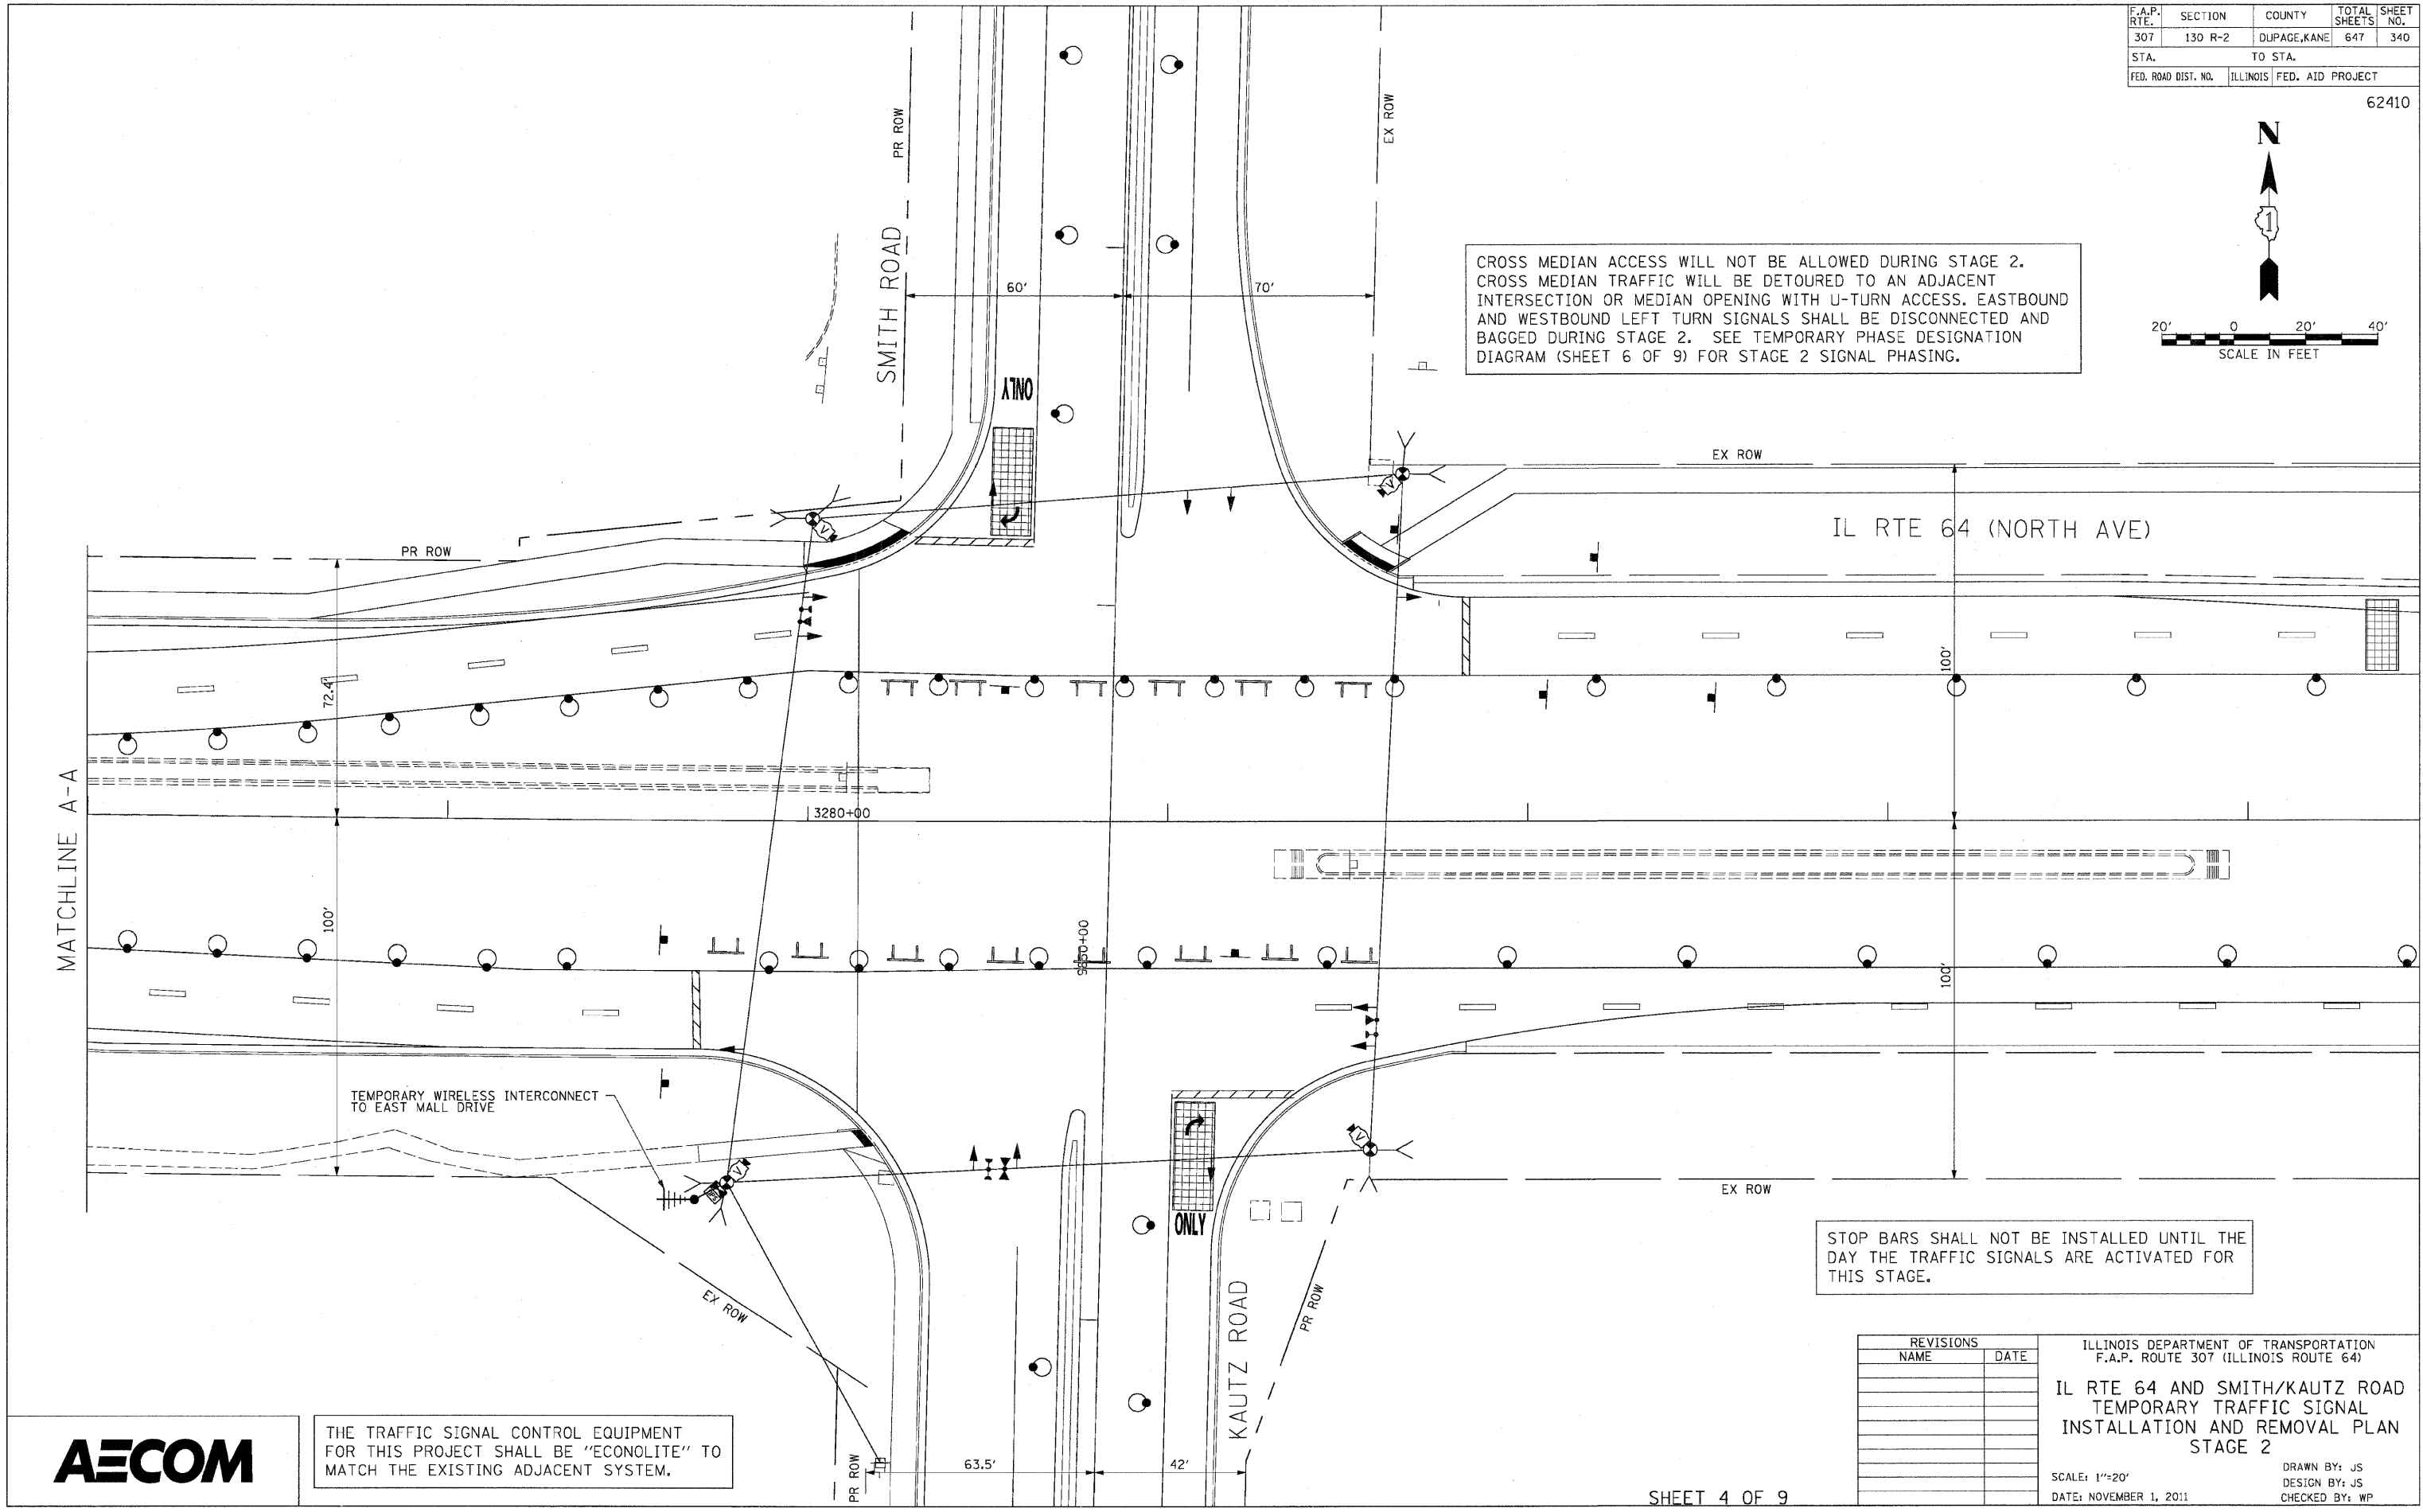 F.A.P. RTE. SECTION COUNTY TOTAL SHEETS SHEET NO.
307 130 R-2 DUPAGE,KANE 647 340
STA. TO STA.
FED. ROAD DIST. NO. ILLINOIS FED. AID PROJECT
62410
N
1
20' 0 20' 40'
SCALE IN FEET
CROSS MEDIAN ACCESS WILL NOT BE ALLOWED DURING STAGE 2.
CROSS MEDIAN TRAFFIC WILL BE DETOURED TO AN ADJACENT
INTERSECTION OR MEDIAN OPENING WITH U-TURN ACCESS. EASTBOUND
AND WESTBOUND LEFT TURN SIGNALS SHALL BE DISCONNECTED AND
BAGGED DURING STAGE 2. SEE TEMPORARY PHASE DESIGNATION
DIAGRAM (SHEET 6 OF 9) FOR STAGE 2 SIGNAL PHASING.
PR ROW
EX ROW
SMITH ROAD
60'
70'
ONLY
EX ROW
V
V
IL RTE 64 (NORTH AVE)
PR ROW
72.4'
100'
MATCHLINE A-A
3280+00
100'
9850+00
100'
TEMPORARY WIRELESS INTERCONNECT
TO EAST MALL DRIVE
V
V
ONLY
EX ROW
EX ROW
PR ROW
KAUTZ ROAD
PR ROW
63.5'
42'
STOP BARS SHALL NOT BE INSTALLED UNTIL THE
DAY THE TRAFFIC SIGNALS ARE ACTIVATED FOR
THIS STAGE.
AECOM
THE TRAFFIC SIGNAL CONTROL EQUIPMENT
FOR THIS PROJECT SHALL BE "ECONOLITE" TO
MATCH THE EXISTING ADJACENT SYSTEM.
SHEET 4 OF 9
REVISIONS
NAME DATE
ILLINOIS DEPARTMENT OF TRANSPORTATION
F.A.P. ROUTE 307 (ILLINOIS ROUTE 64)
IL RTE 64 AND SMITH/KAUTZ ROAD
TEMPORARY TRAFFIC SIGNAL
INSTALLATION AND REMOVAL PLAN
STAGE 2
SCALE: 1"=20'
DATE: NOVEMBER 1, 2011
DRAWN BY: JS
DESIGN BY: JS
CHECKED BY: WP